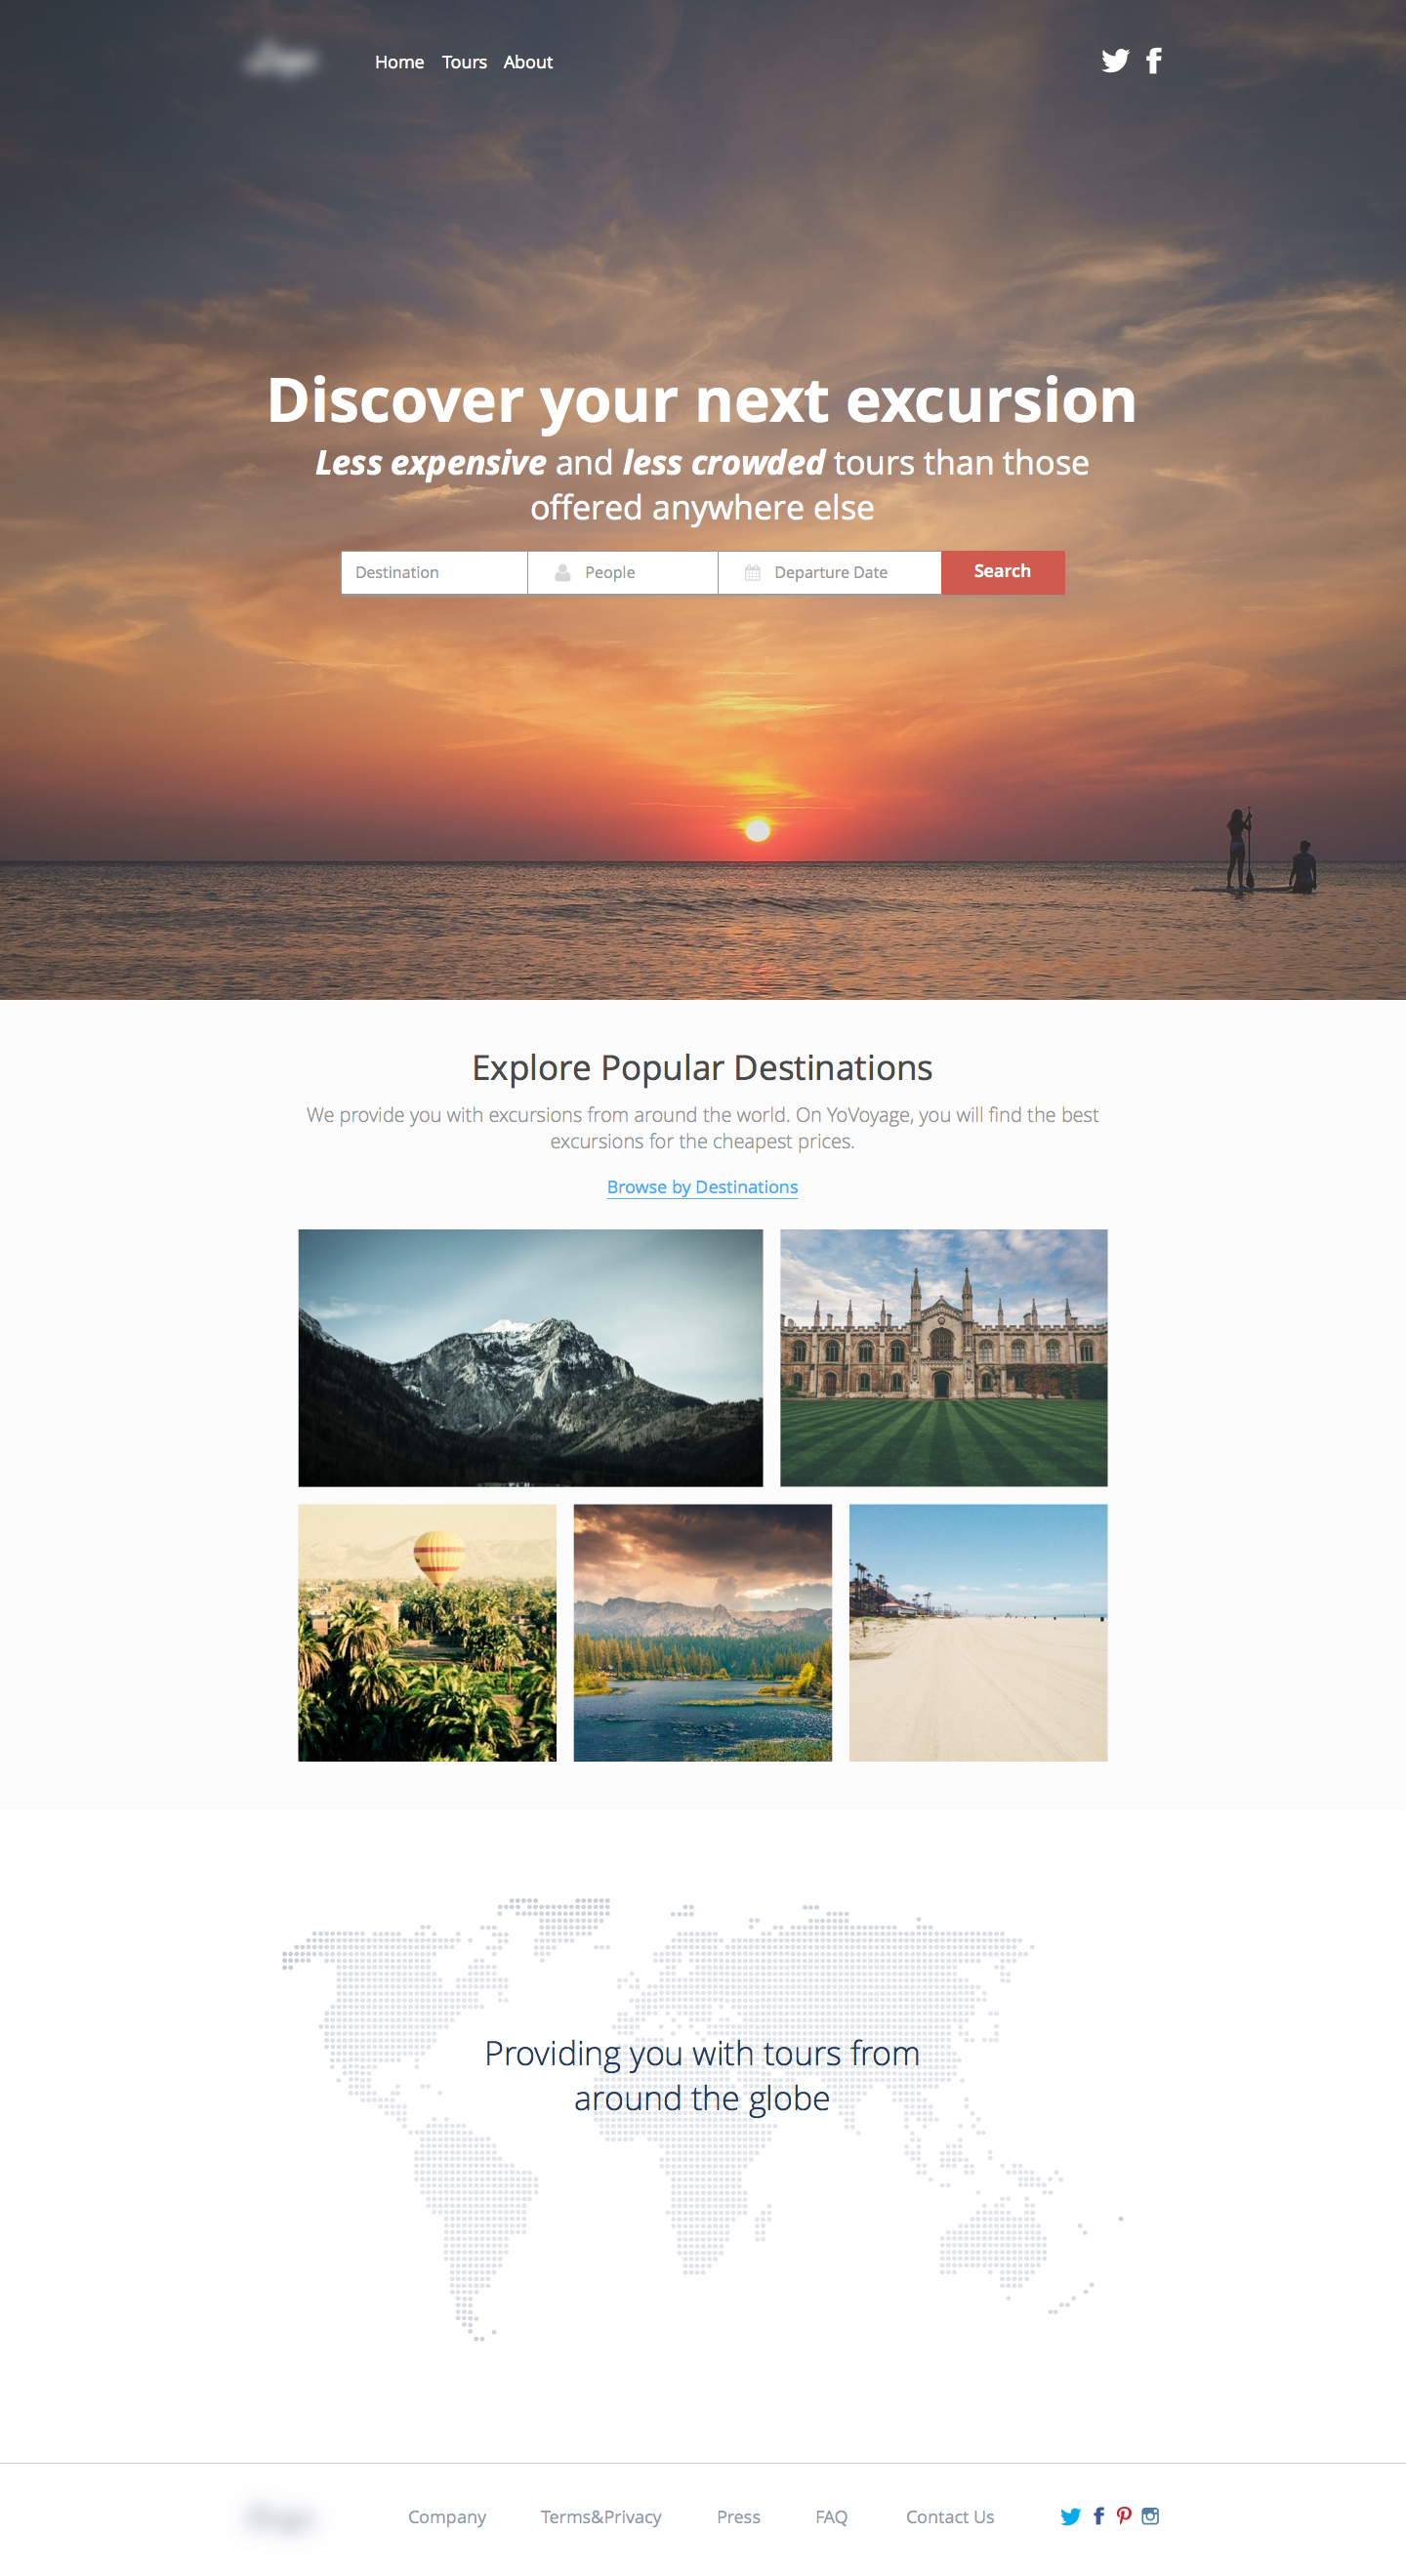 Home Tours About
Discover your next excursion
Less expensive and less crowded tours than those
offered anywhere else
Destination People Departure Date Search
Explore Popular Destinations
We provide you with excursions from around the world. On YoVoyage, you will find the best
excursions for the cheapest prices.
Browse by Destinations
Providing you with tours from
around the globe
Company Terms&Privacy Press FAQ Contact Us